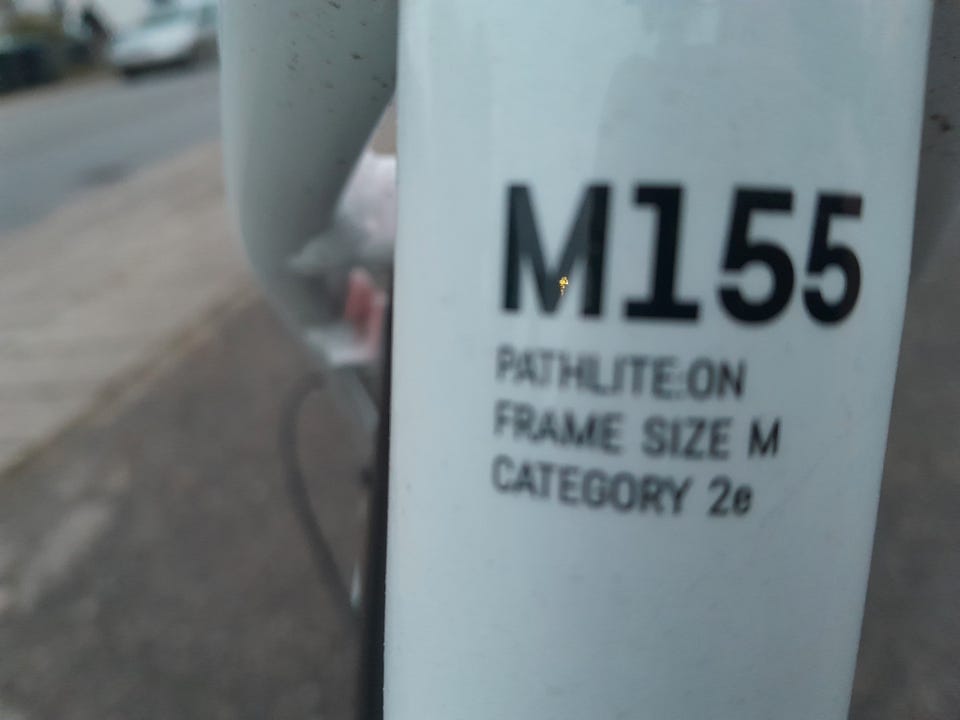 M155
PATHLITE:ON
FRAME SIZE M
CATEGORY 2e